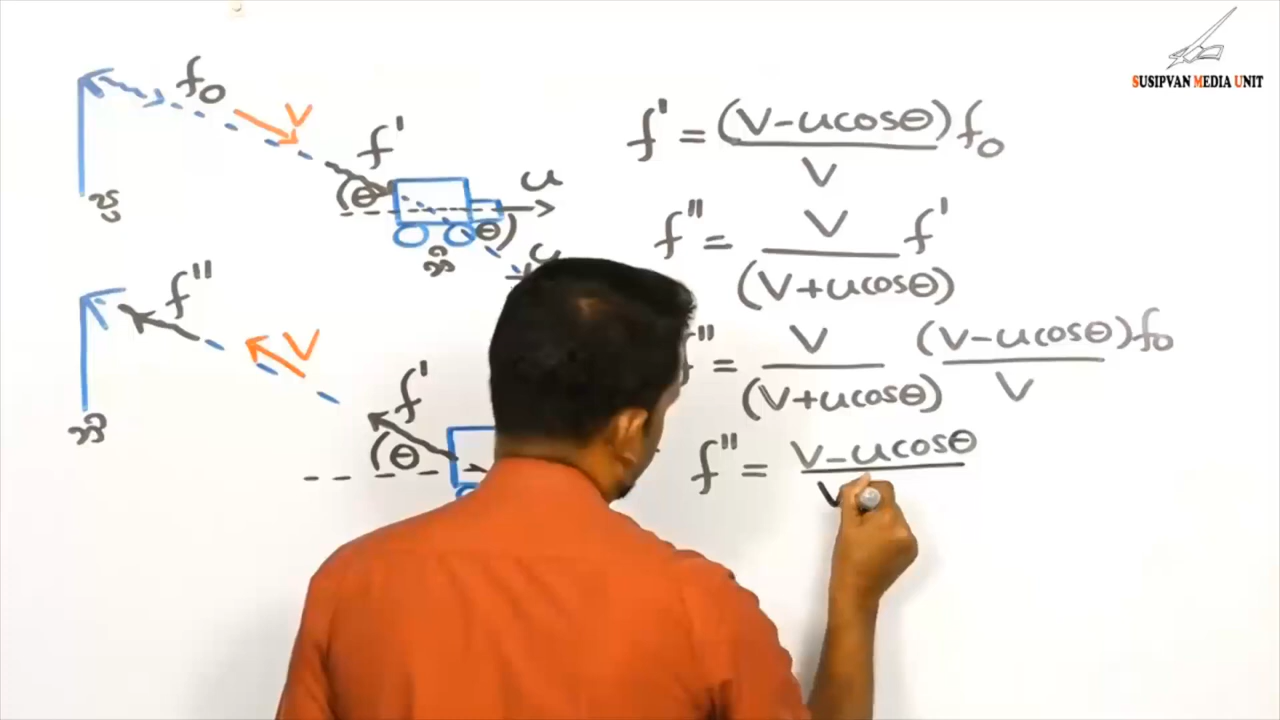 SUSIPVAN MEDIA UNIT
f₀
V
f'
θ
u
θ
u
f''
V
f'
θ
f' = (V-ucosθ)f₀
V
f'' = V f'
(V+ucosθ)
f'' = V (V-ucosθ)f₀
(V+ucosθ) V
f'' = V-ucosθ
V